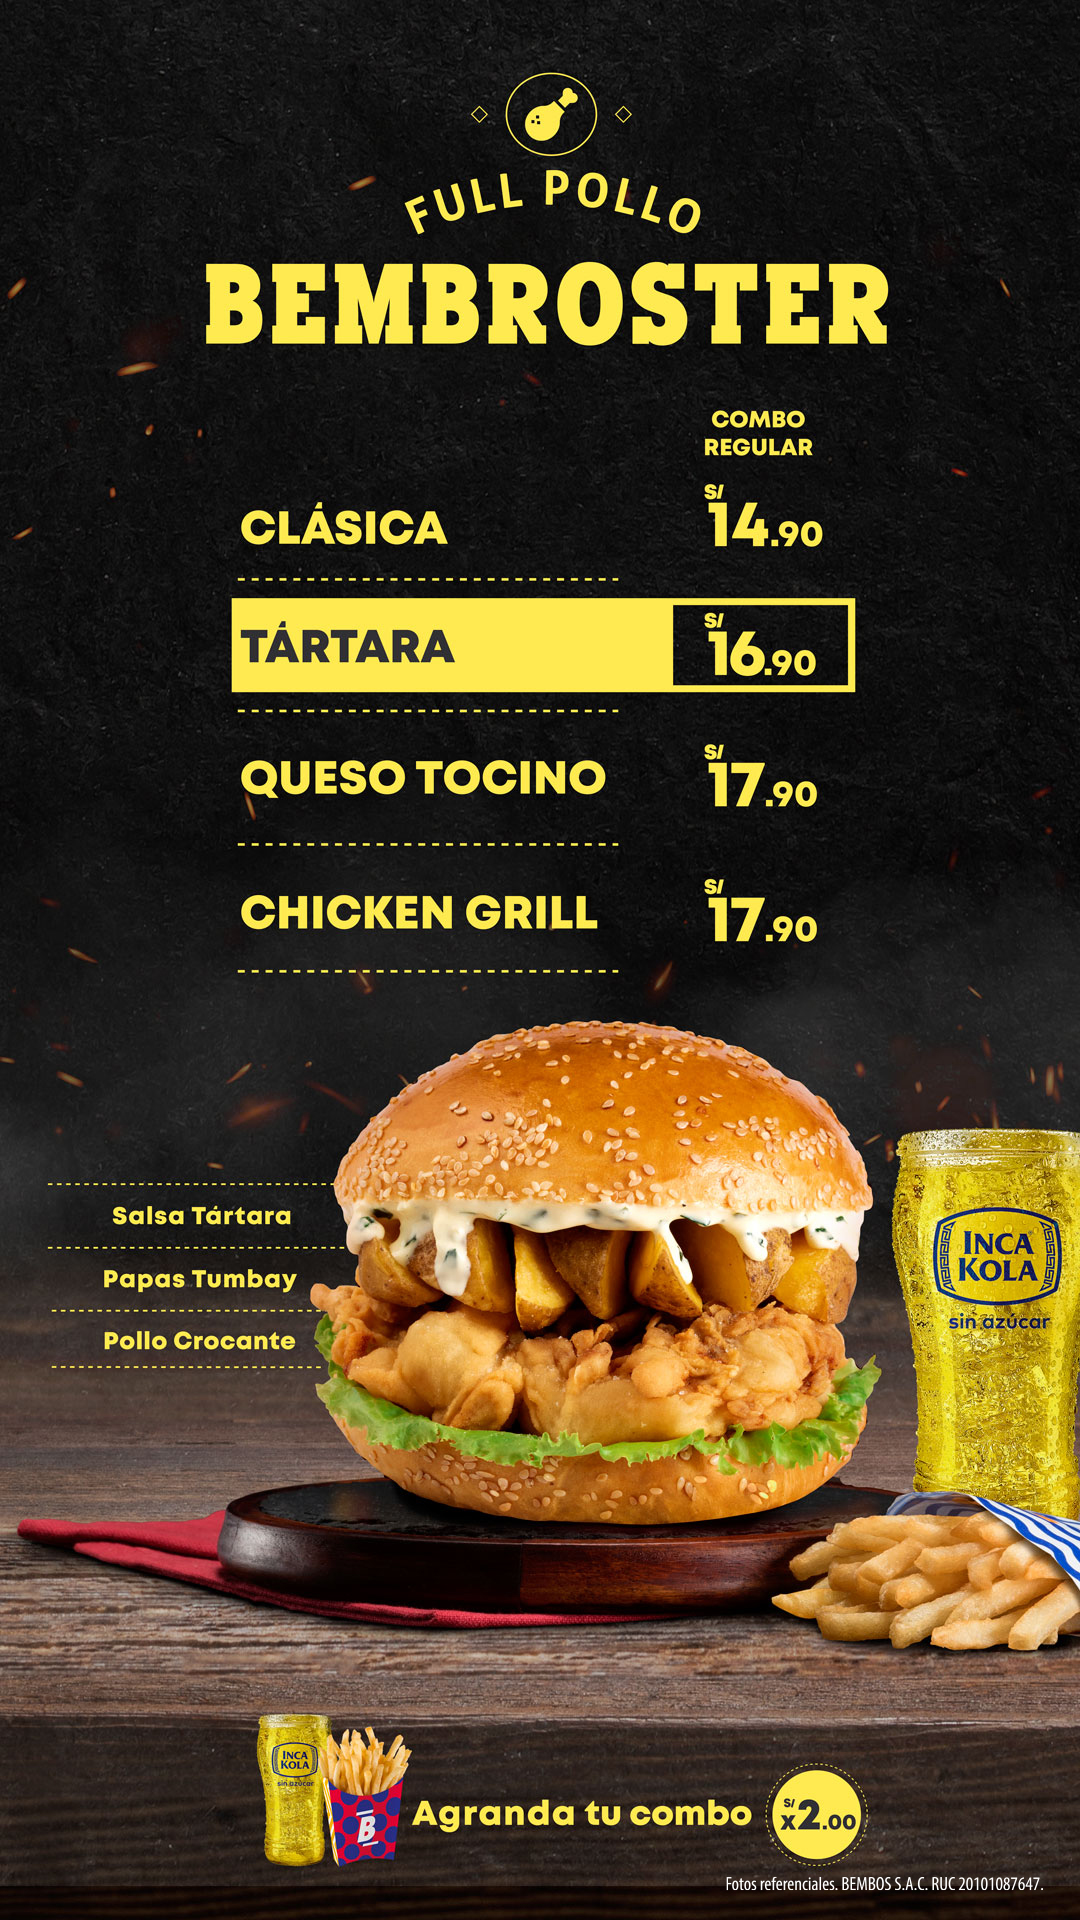 FULL POLLO
BEMBROSTER
COMBO
REGULAR
CLÁSICA S/ 14.90
TÁRTARA S/ 16.90
QUESO TOCINO S/ 17.90
CHICKEN GRILL S/ 17.90
Salsa Tártara
Papas Tumbay
Pollo Crocante
INCA
KOLA
sin azúcar
INCA
KOLA
sin azúcar
B
Agranda tu combo S/ x2.00
Fotos referenciales. BEMBOS S.A.C. RUC 20101087647.